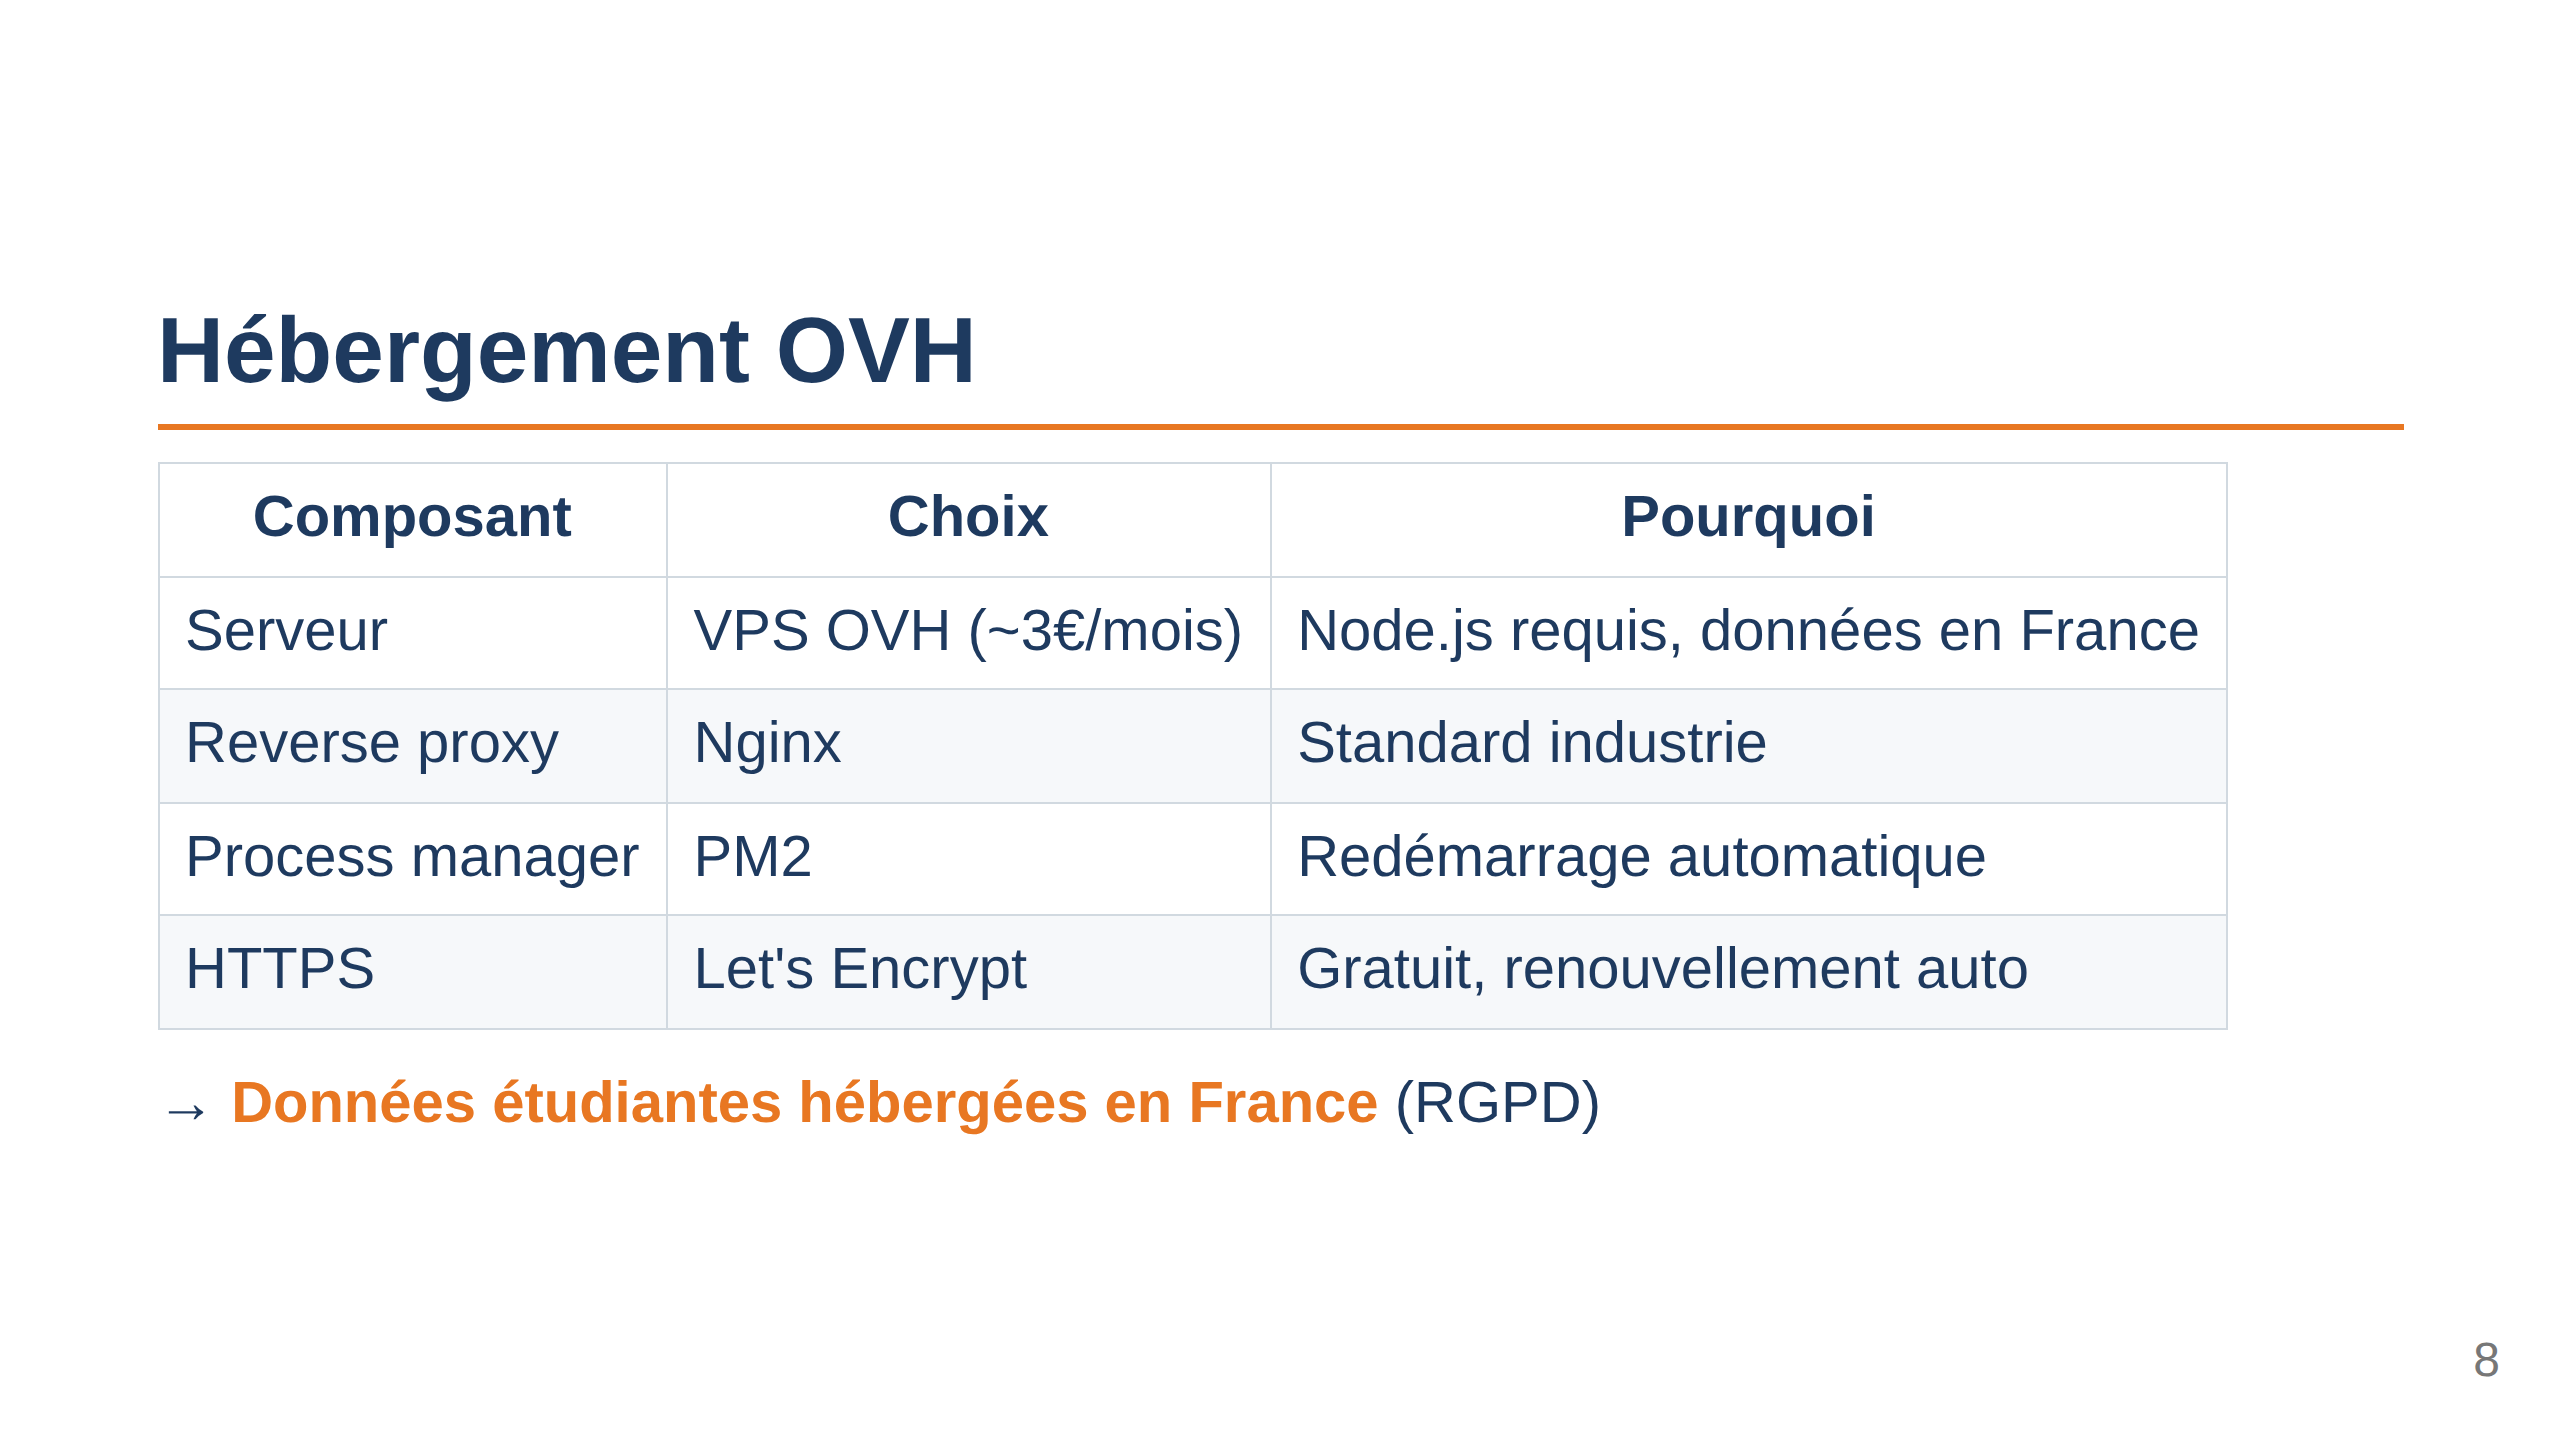 Hébergement OVH
Composant Choix Pourquoi
Serveur VPS OVH (~3€/mois) Node.js requis, données en France
Reverse proxy Nginx Standard industrie
Process manager PM2 Redémarrage automatique
HTTPS Let's Encrypt Gratuit, renouvellement auto
→ Données étudiantes hébergées en France (RGPD)
8